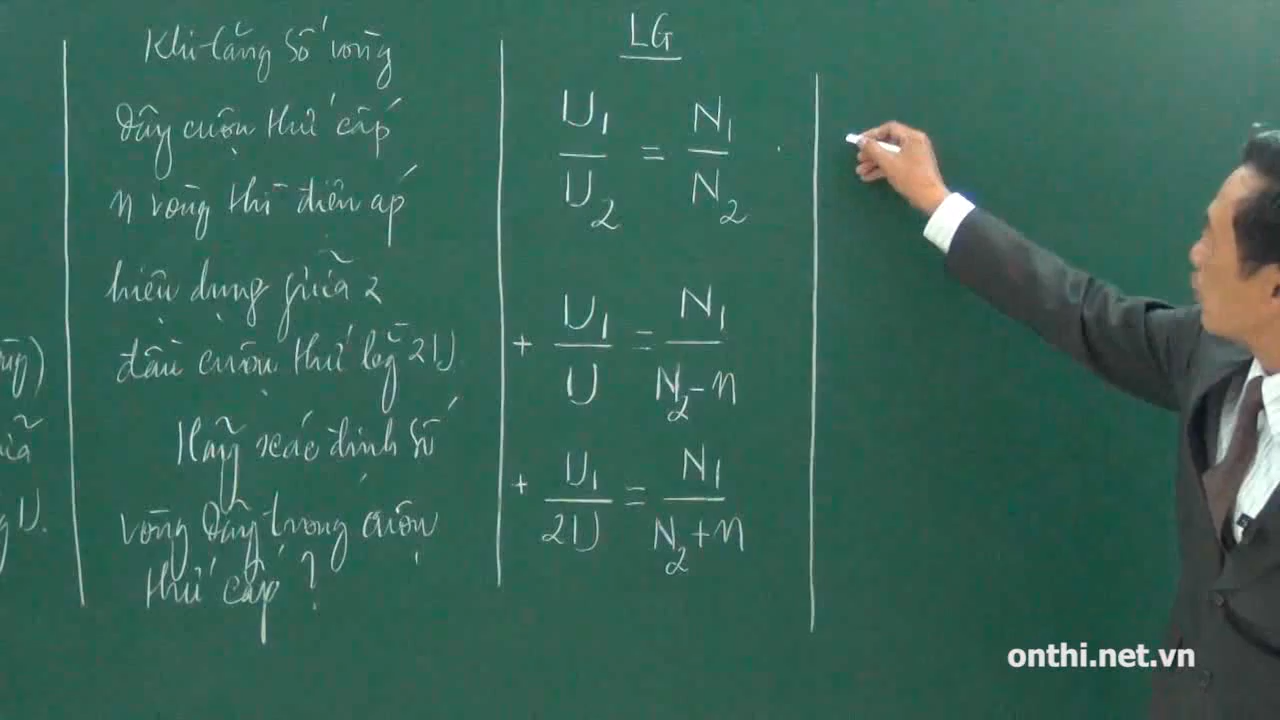 Khi tăng số vòng
dây cuộn thứ cấp
n vòng thì điện áp
hiệu dụng giữa 2
đầu cuộn thứ bằng 2U
Hãy xác định số
vòng dây trong cuộn
thứ cấp ?
LG
U₁/U₂ = N₁/N₂
+ U₁/U = N₁/(N₂-n)
+ U₁/2U = N₁/(N₂+n)
onthi.net.vn